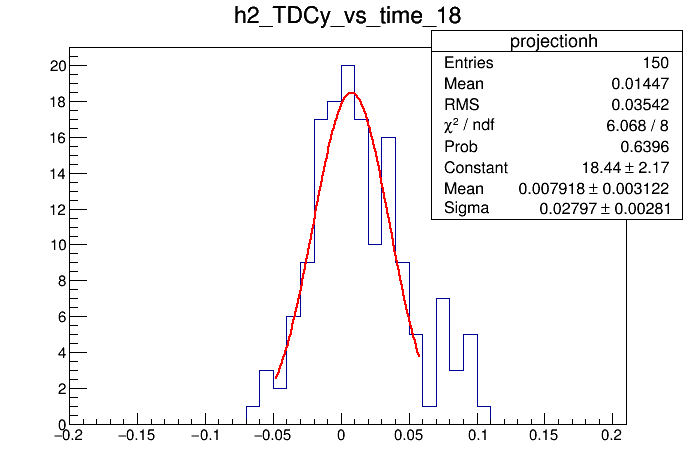 h2_TDCy_vs_time_18
projectionh
Entries 150
Mean 0.01447
RMS 0.03542
χ² / ndf 6.068 / 8
Prob 0.6396
Constant 18.44 ± 2.17
Mean 0.007918 ± 0.003122
Sigma 0.02797 ± 0.00281
20
18
16
14
12
10
8
6
4
2
0
−0.2 −0.15 −0.1 −0.05 0 0.05 0.1 0.15 0.2